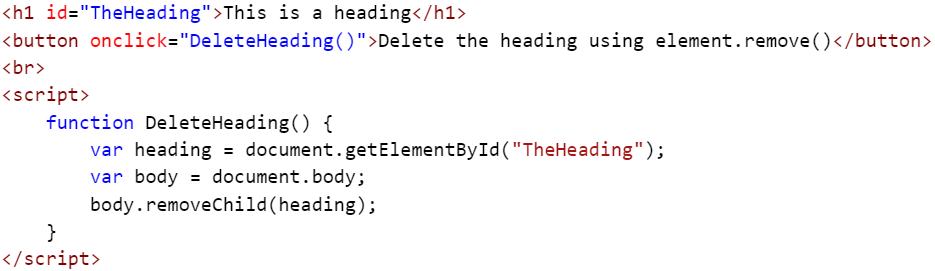 <h1 id="TheHeading">This is a heading</h1>
<button onclick="DeleteHeading()">Delete the heading using element.remove()</button>
<br>
<script>
    function DeleteHeading() {
        var heading = document.getElementById("TheHeading");
        var body = document.body;
        body.removeChild(heading);
    }
</script>